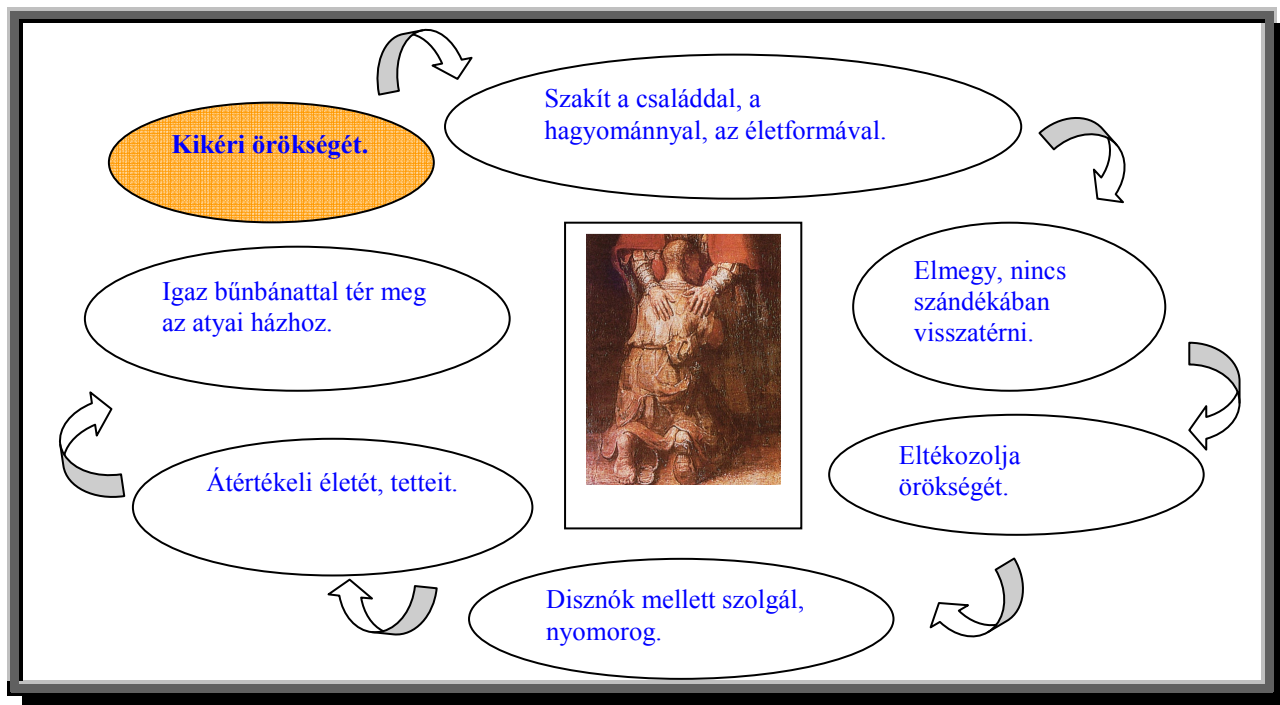 Kikéri örökségét.
Szakít a családdal, a
hagyománnyal, az életformával.
Elmegy, nincs
szándékában
visszatérni.
Eltékozolja
örökségét.
Disznók mellett szolgál,
nyomorog.
Átértékeli életét, tetteit.
Igaz bűnbánattal tér meg
az atyai házhoz.